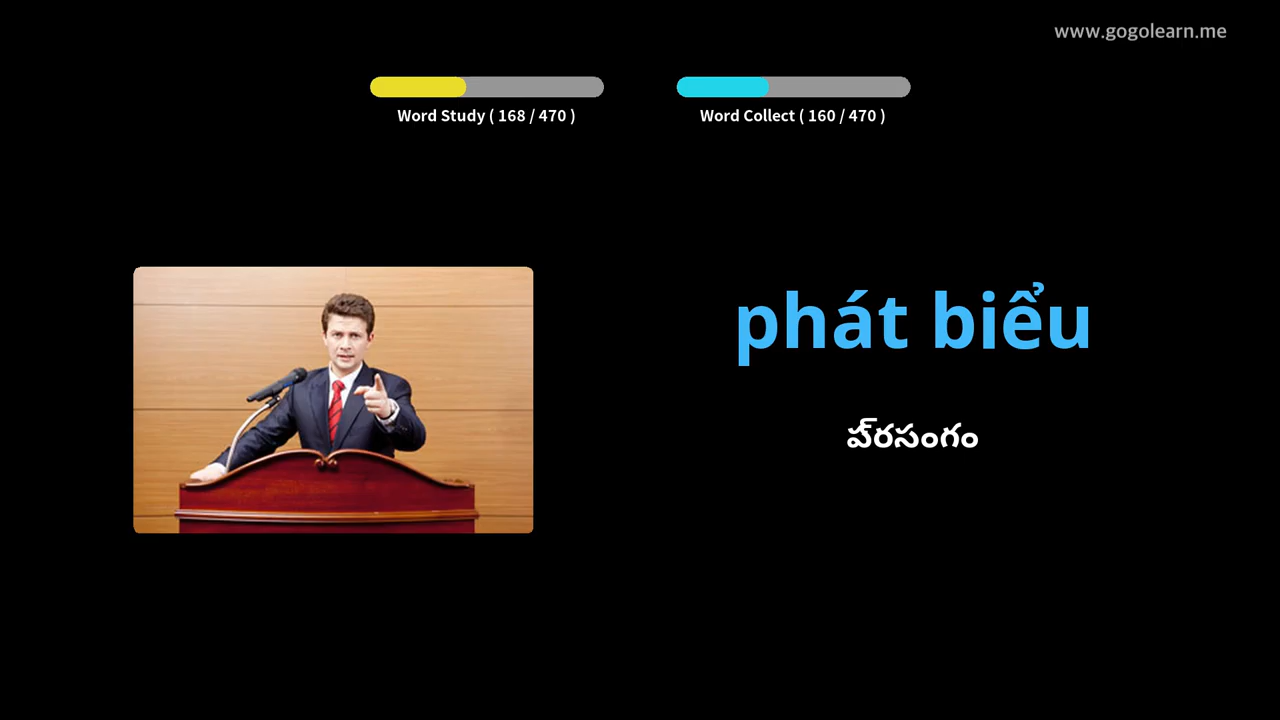 www.gogolearn.me
Word Study ( 168 / 470 )
Word Collect ( 160 / 470 )
phát biểu
ప్రసంగం